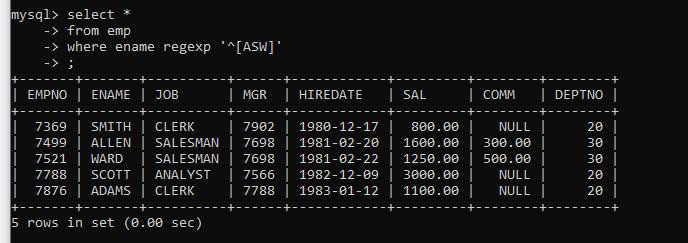 mysql> select *
    -> from emp
    -> where ename regexp '^[ASW]'
    -> ;
+-------+-------+----------+------+------------+---------+--------+--------+
| EMPNO | ENAME | JOB      | MGR  | HIREDATE   | SAL     | COMM   | DEPTNO |
+-------+-------+----------+------+------------+---------+--------+--------+
|  7369 | SMITH | CLERK    | 7902 | 1980-12-17 |  800.00 |   NULL |     20 |
|  7499 | ALLEN | SALESMAN | 7698 | 1981-02-20 | 1600.00 | 300.00 |     30 |
|  7521 | WARD  | SALESMAN | 7698 | 1981-02-22 | 1250.00 | 500.00 |     30 |
|  7788 | SCOTT | ANALYST  | 7566 | 1982-12-09 | 3000.00 |   NULL |     20 |
|  7876 | ADAMS | CLERK    | 7788 | 1983-01-12 | 1100.00 |   NULL |     20 |
+-------+-------+----------+------+------------+---------+--------+--------+
5 rows in set (0.00 sec)